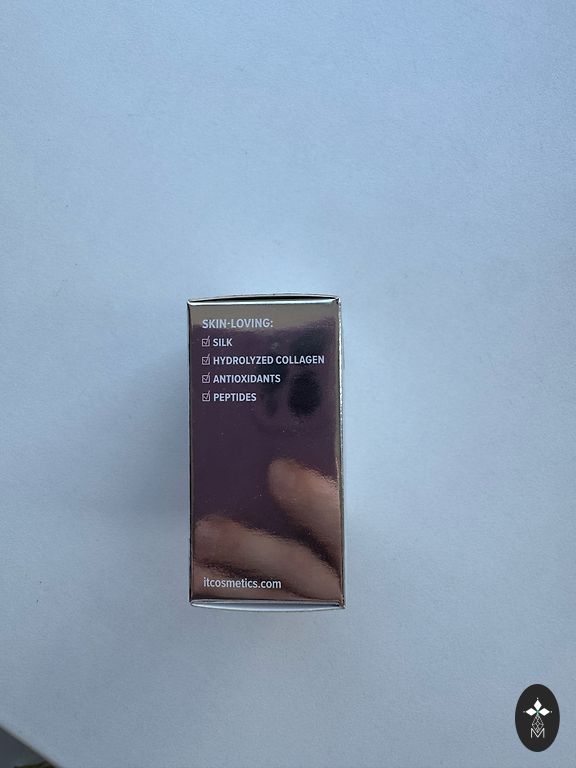 SKIN-LOVING:
☑ SILK
☑ HYDROLYZED COLLAGEN
☑ ANTIOXIDANTS
☑ PEPTIDES
itcosmetics.com
M